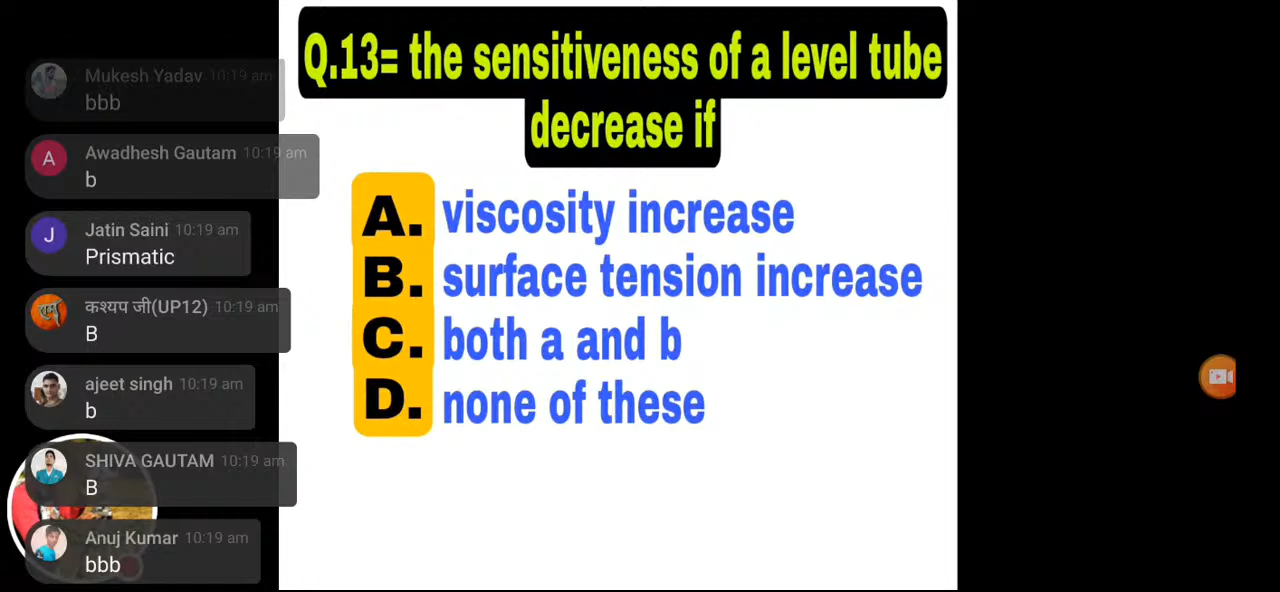 Q.13= the sensitiveness of a level tube
decrease if
A. viscosity increase
B. surface tension increase
C. both a and b
D. none of these
Mukesh Yadav 10:19 am
bbb
A
Awadhesh Gautam 10:19 am
b
J
Jatin Saini 10:19 am
Prismatic
राम
कश्यप जी(UP12) 10:19 am
B
ajeet singh 10:19 am
b
SHIVA GAUTAM 10:19 am
B
Anuj Kumar 10:19 am
bbb